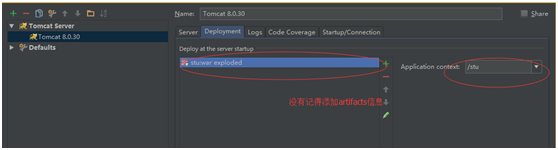 Name: Tomcat 8.0.30
Share
Tomcat Server
Tomcat 8.0.30
Defaults
Server Deployment Logs Code Coverage Startup/Connection
Deploy at the server startup
stu:war exploded
Application context: /stu
没有记得添加artifacts信息